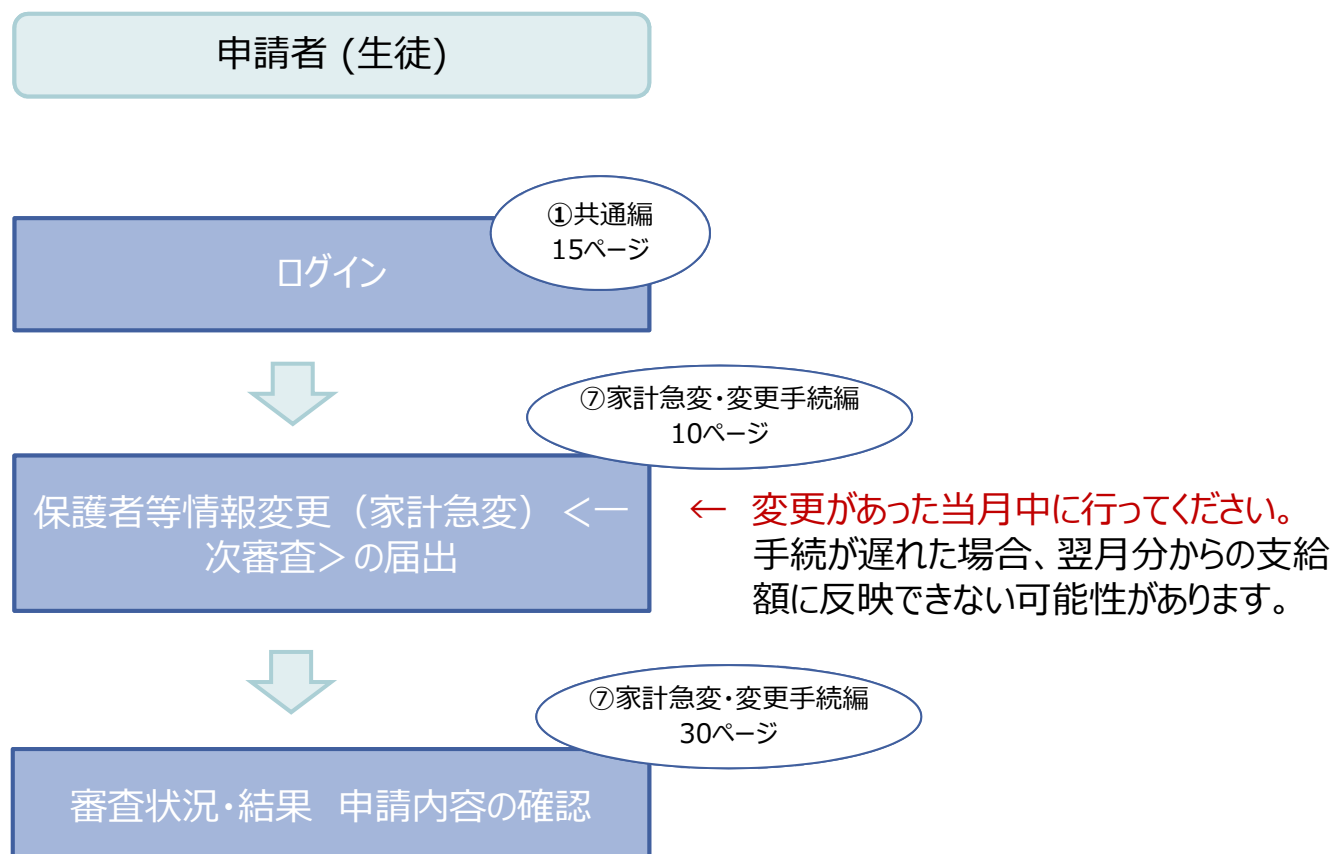 申請者 (生徒)
①共通編
15ページ
ログイン
⑦家計急変・変更手続編
10ページ
保護者等情報変更（家計急変）＜一
次審査＞の届出
← 変更があった当月中に行ってください。
手続が遅れた場合、翌月分からの支給
額に反映できない可能性があります。
⑦家計急変・変更手続編
30ページ
審査状況・結果　申請内容の確認